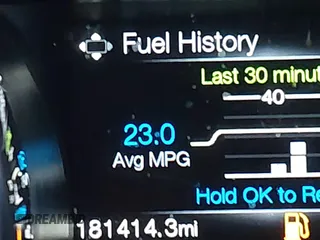 Fuel History
Last 30 minut
40
23.0
Avg MPG
Hold OK to Re
181414.3mi